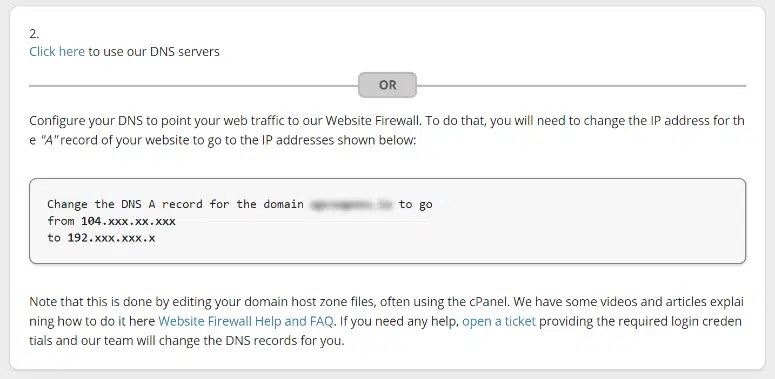 2.
Click here to use our DNS servers
OR
Configure your DNS to point your web traffic to our Website Firewall. To do that, you will need to change the IP address for th
e "A" record of your website to go to the IP addresses shown below:
Change the DNS A record for the domain to go
from 104.xxx.xx.xxx
to 192.xxx.xxx.x
Note that this is done by editing your domain host zone files, often using the cPanel. We have some videos and articles explai
ning how to do it here Website Firewall Help and FAQ. If you need any help, open a ticket providing the required login creden
tials and our team will change the DNS records for you.